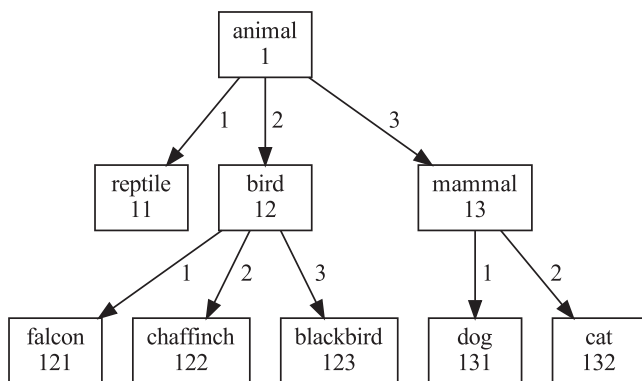 animal
1
1
2
3
reptile
11
bird
12
mammal
13
1
2
3
1
2
falcon
121
chaffinch
122
blackbird
123
dog
131
cat
132